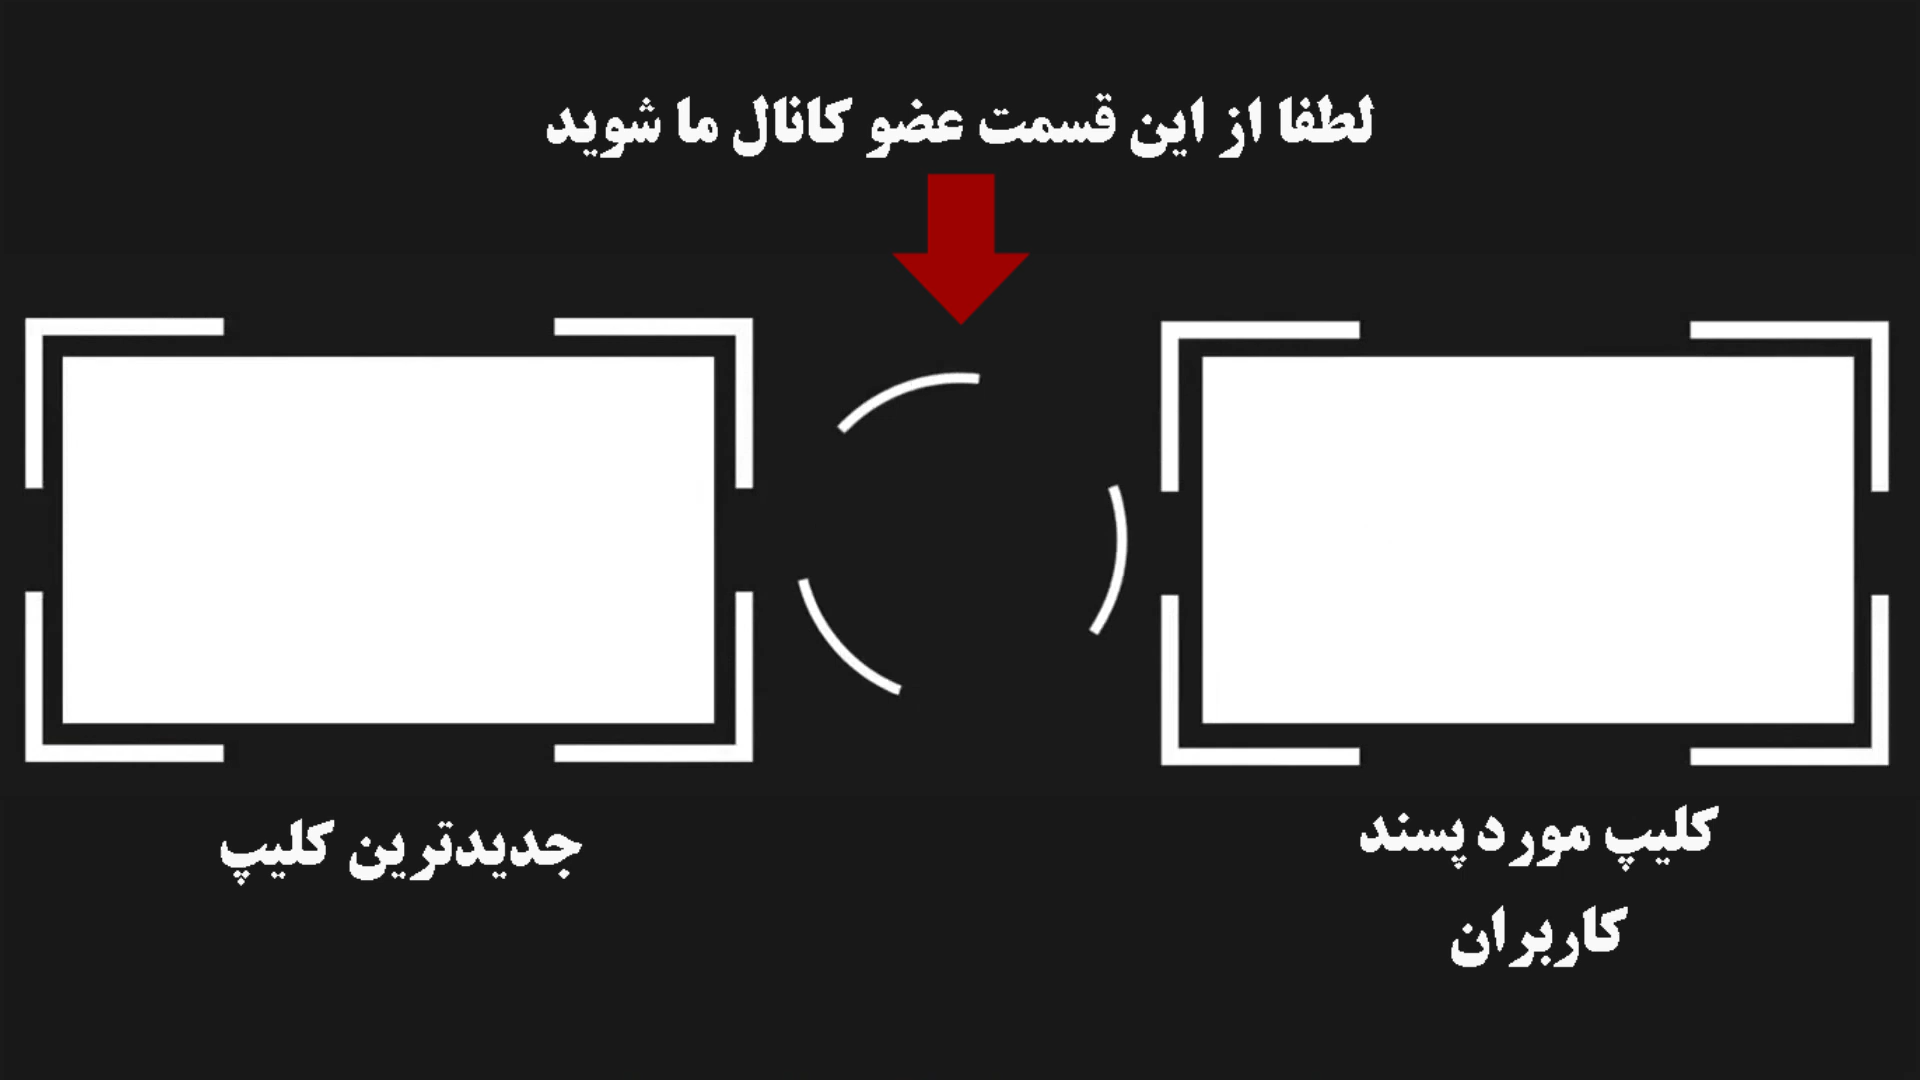 لطفا از این قسمت عضو کانال ما شوید
کلیپ مورد پسند
کاربران
جدیدترین کلیپ